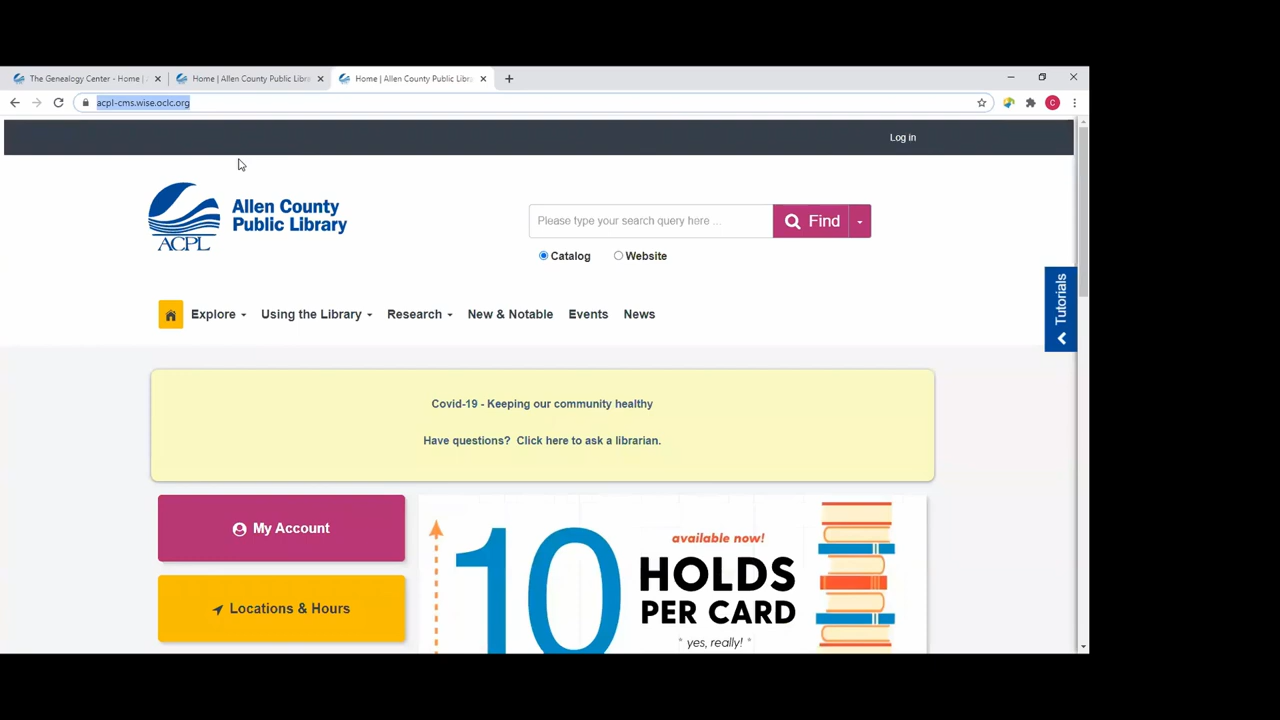 The Genealogy Center - Home |
Home | Allen County Public Libra
Home | Allen County Public Libra
acpl-cms.wise.oclc.org
C
Log in
ACPL
Allen County
Public Library
Please type your search query here ...
Find
Catalog
Website
Tutorials
Explore
Using the Library
Research
New & Notable
Events
News
Covid-19 - Keeping our community healthy
Have questions? Click here to ask a librarian.
My Account
Locations & Hours
10
available now!
HOLDS
PER CARD
* yes, really! *